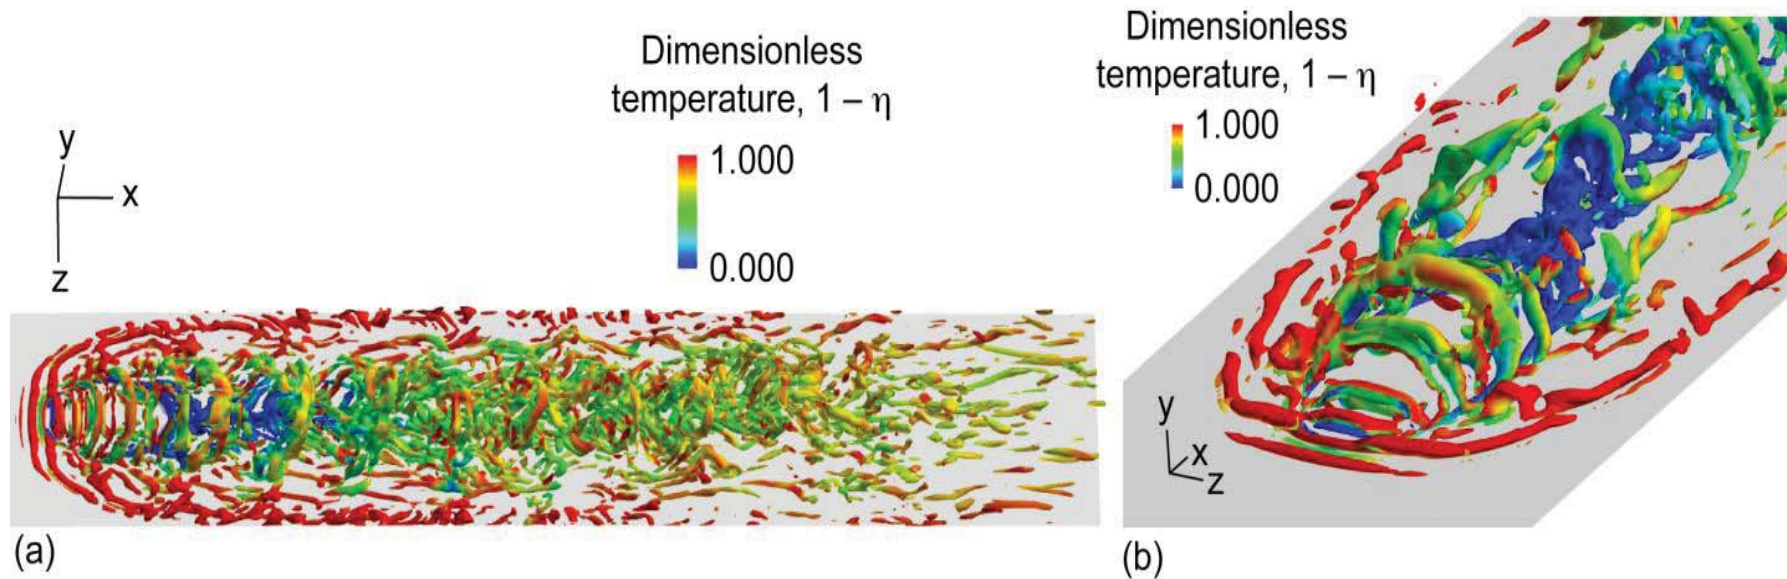 Dimensionless
temperature, 1 – η
1.000
0.000
y
x
z
(a)
Dimensionless
temperature, 1 – η
1.000
0.000
y
x
z
(b)